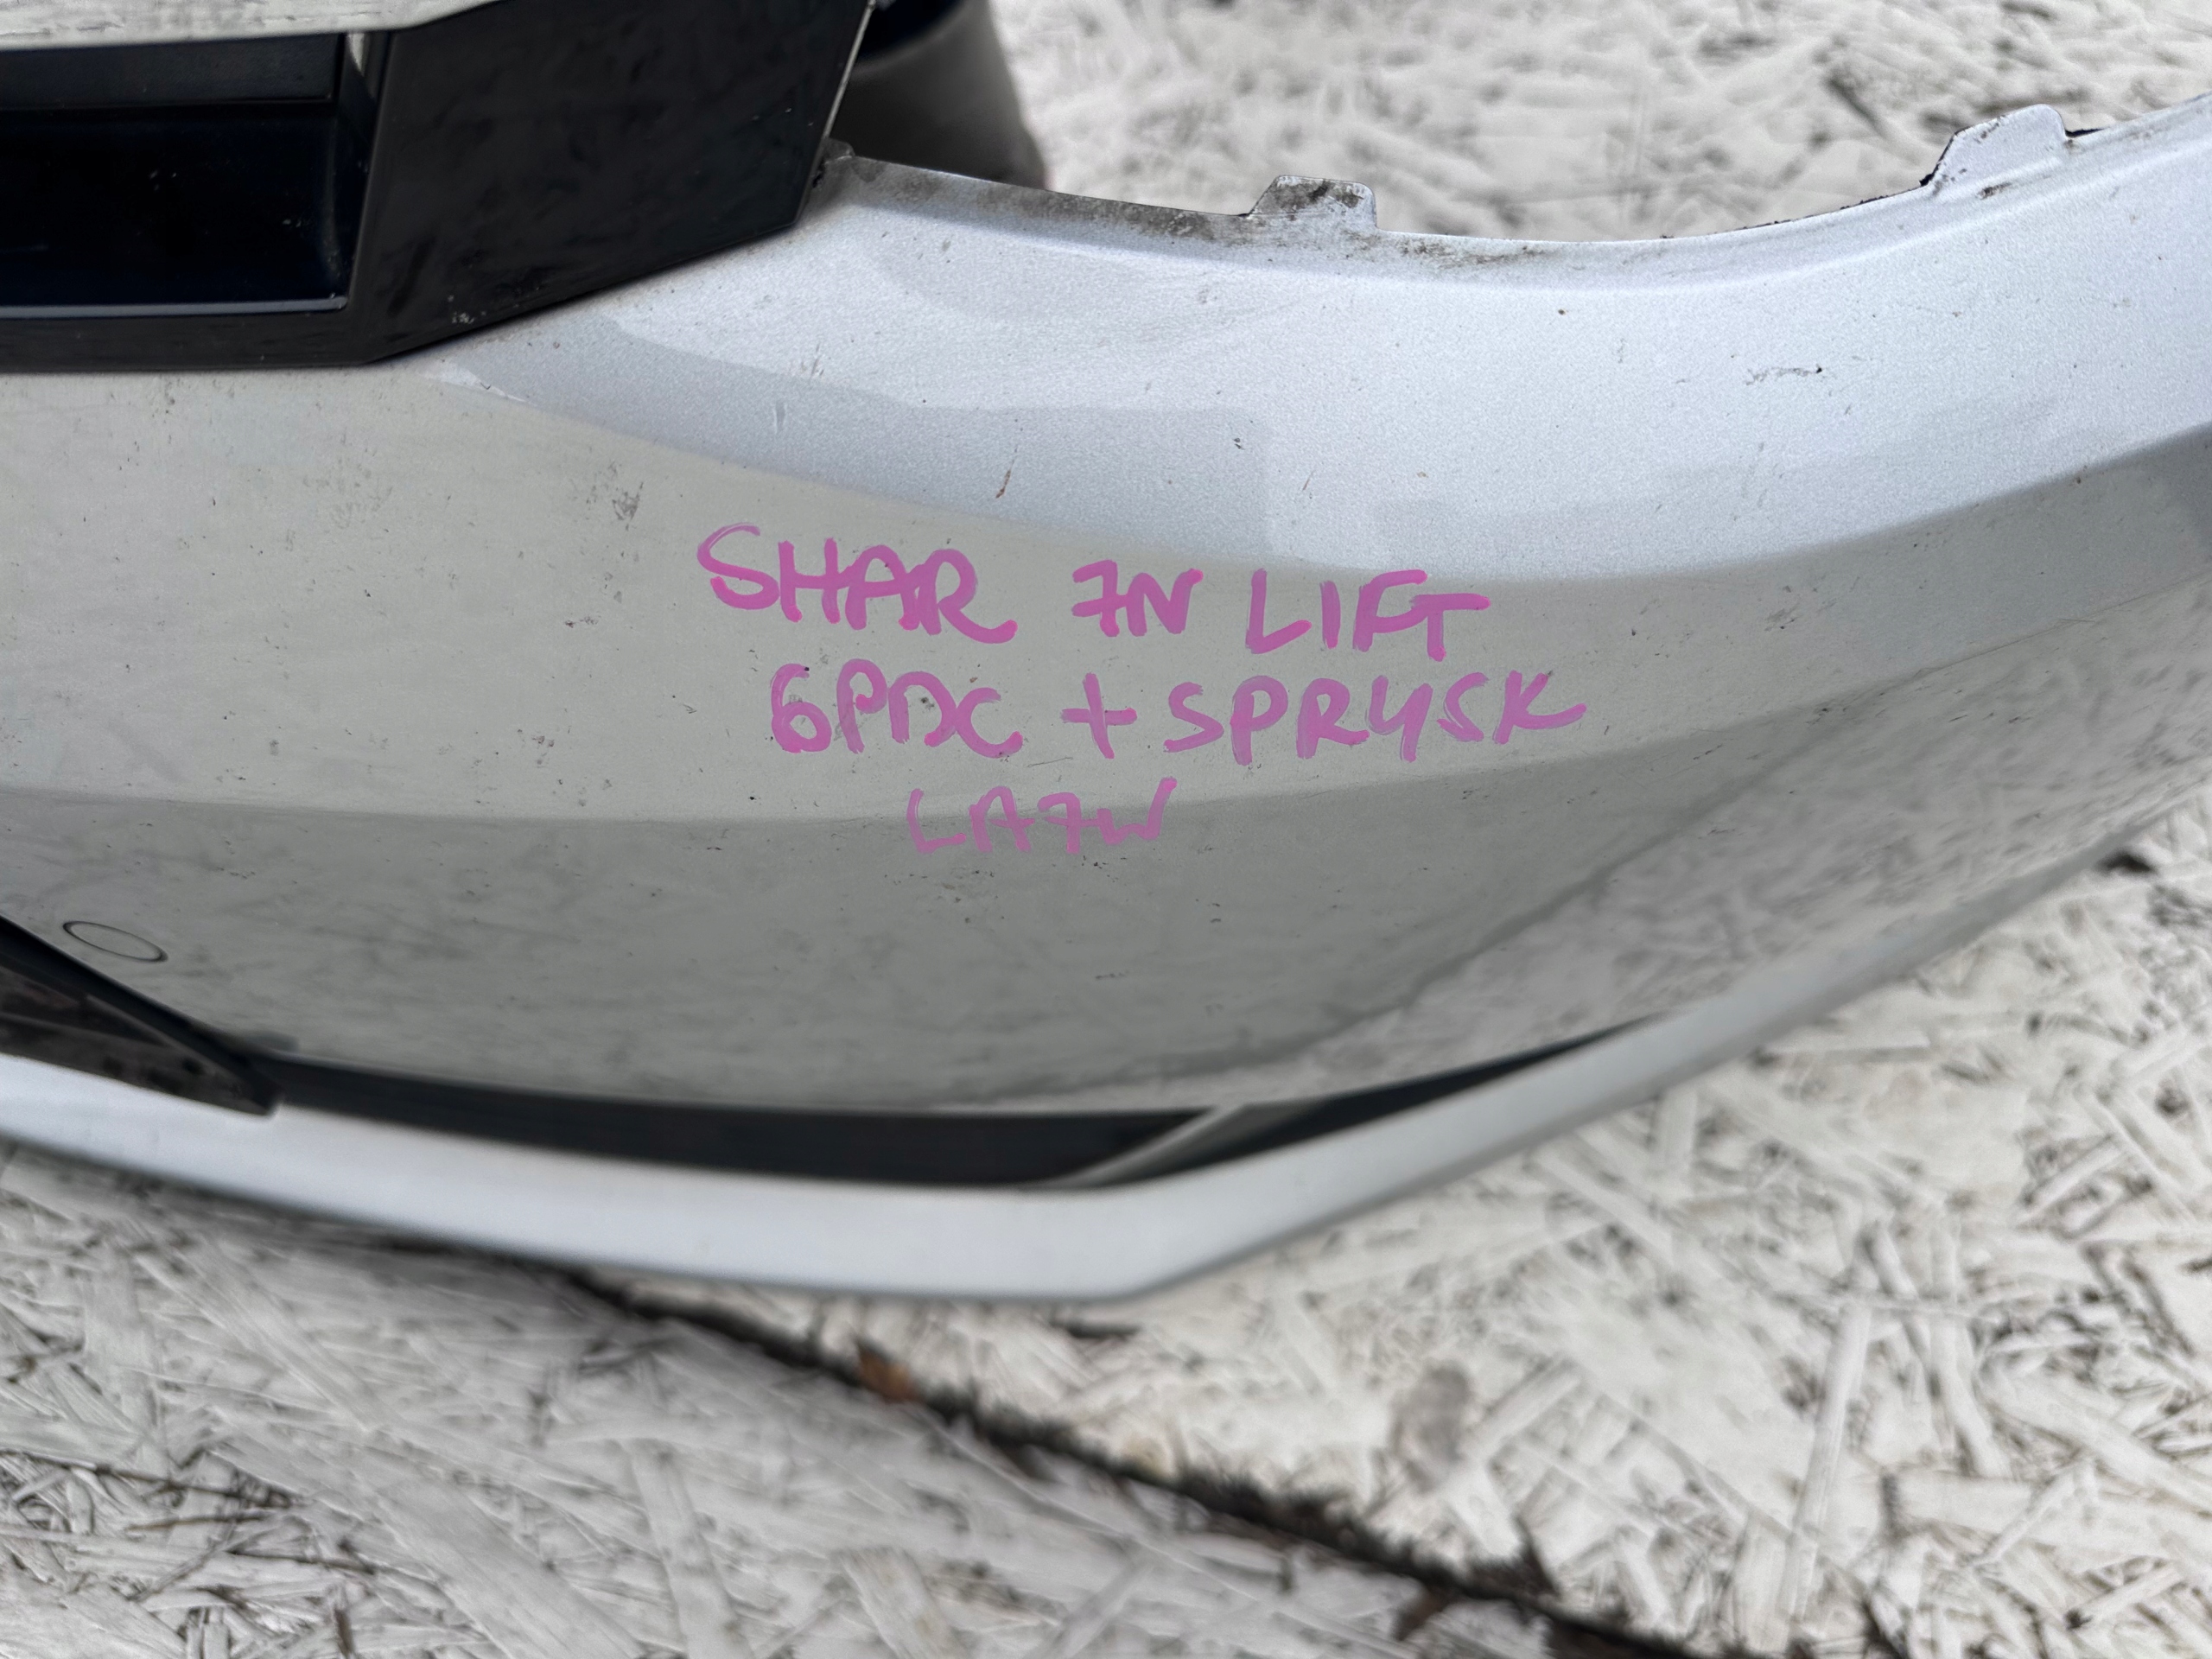 SHAR 7N LIFT
6PDC + SPRYSK
LA7W